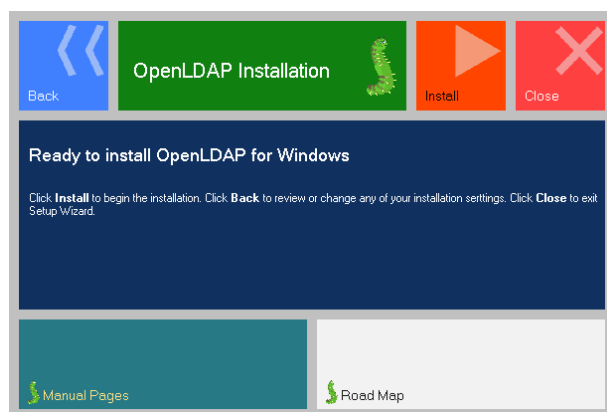 OpenLDAP Installation
Back
Install
Close
Ready to install OpenLDAP for Windows
Click Install to begin the installation. Click Back to review or change any of your installation serttings. Click Close to exit
Setup Wizard.
Manual Pages
Road Map